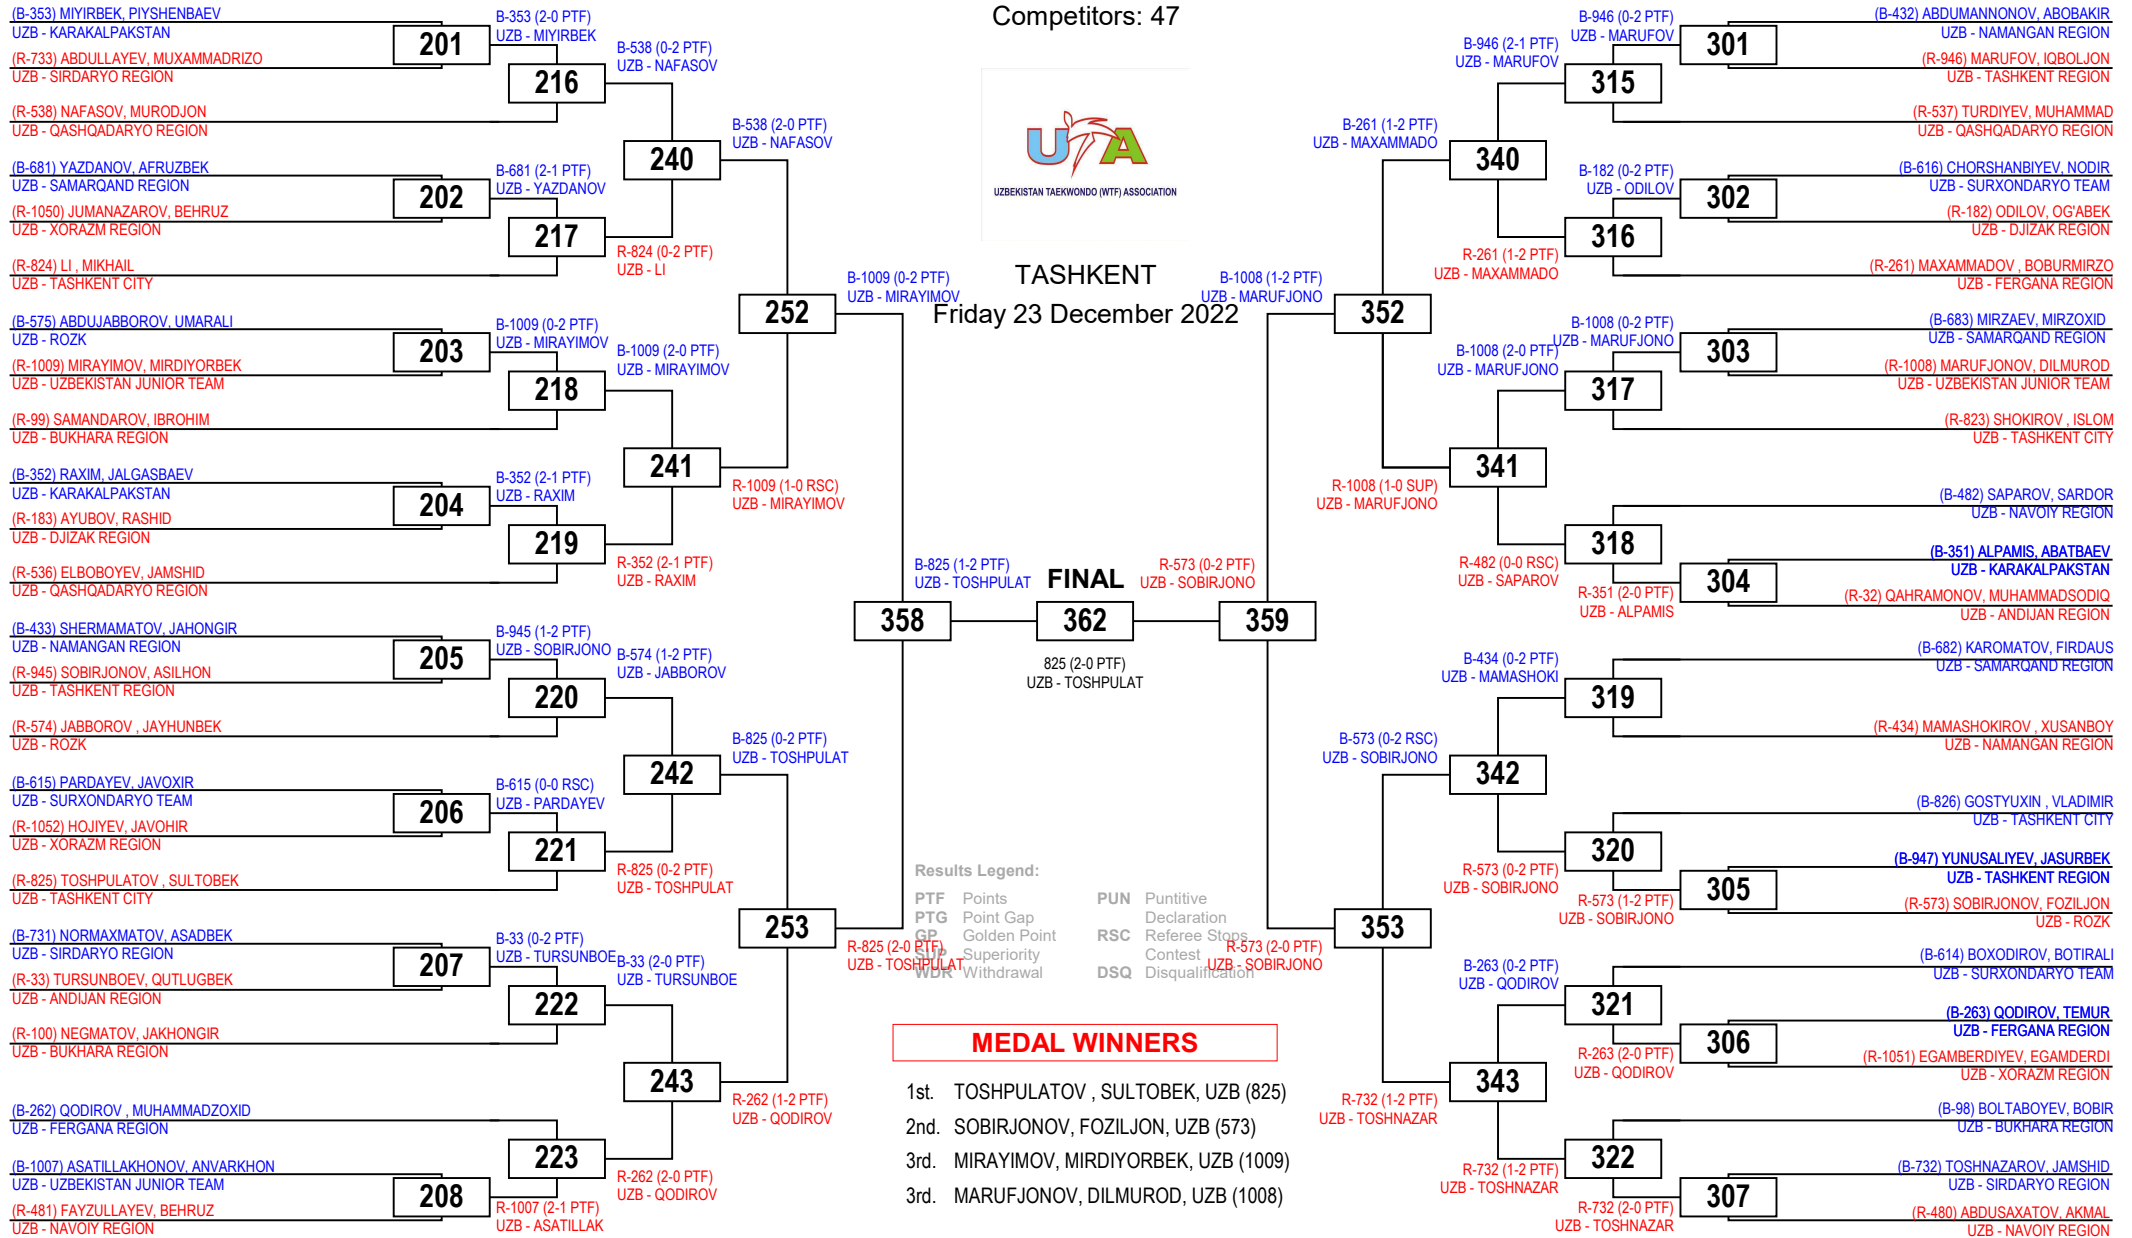 Competitors: 47
UTA
UZBEKISTAN TAEKWONDO (WTF) ASSOCIATION
TASHKENT
Friday 23 December 2022
(B-353) MIYIRBEK, PIYSHENBAEV
UZB - KARAKALPAKSTAN
(R-733) ABDULLAYEV, MUXAMMADRIZO
UZB - SIRDARYO REGION
(R-538) NAFASOV, MURODJON
UZB - QASHQADARYO REGION
(B-681) YAZDANOV, AFRUZBEK
UZB - SAMARQAND REGION
(R-1050) JUMANAZAROV, BEHRUZ
UZB - XORAZM REGION
(R-824) LI , MIKHAIL
UZB - TASHKENT CITY
(B-575) ABDUJABBOROV, UMARALI
UZB - ROZK
(R-1009) MIRAYIMOV, MIRDIYORBEK
UZB - UZBEKISTAN JUNIOR TEAM
(R-99) SAMANDAROV, IBROHIM
UZB - BUKHARA REGION
(B-352) RAXIM, JALGASBAEV
UZB - KARAKALPAKSTAN
(R-183) AYUBOV, RASHID
UZB - DJIZAK REGION
(R-536) ELBOBOYEV, JAMSHID
UZB - QASHQADARYO REGION
(B-433) SHERMAMATOV, JAHONGIR
UZB - NAMANGAN REGION
(R-945) SOBIRJONOV, ASILHON
UZB - TASHKENT REGION
(R-574) JABBOROV , JAYHUNBEK
UZB - ROZK
(B-615) PARDAYEV, JAVOXIR
UZB - SURXONDARYO TEAM
(R-1052) HOJIYEV, JAVOHIR
UZB - XORAZM REGION
(R-825) TOSHPULATOV , SULTOBEK
UZB - TASHKENT CITY
(B-731) NORMAXMATOV, ASADBEK
UZB - SIRDARYO REGION
(R-33) TURSUNBOEV, QUTLUGBEK
UZB - ANDIJAN REGION
(R-100) NEGMATOV, JAKHONGIR
UZB - BUKHARA REGION
(B-262) QODIROV , MUHAMMADZOXID
UZB - FERGANA REGION
(B-1007) ASATILLAKHONOV, ANVARKHON
UZB - UZBEKISTAN JUNIOR TEAM
(R-481) FAYZULLAYEV, BEHRUZ
UZB - NAVOIY REGION
201
202
203
204
205
206
207
208
B-353 (2-0 PTF)
UZB - MIYIRBEK
B-681 (2-1 PTF)
UZB - YAZDANOV
B-1009 (0-2 PTF)
UZB - MIRAYIMOV
B-352 (2-1 PTF)
UZB - RAXIM
B-945 (1-2 PTF)
UZB - SOBIRJONO
B-615 (0-0 RSC)
UZB - PARDAYEV
B-33 (0-2 PTF)
UZB - TURSUNBOE
R-1007 (2-1 PTF)
UZB - ASATILLAK
216
217
218
219
220
221
222
223
B-538 (0-2 PTF)
UZB - NAFASOV
R-824 (0-2 PTF)
UZB - LI
B-1009 (2-0 PTF)
UZB - MIRAYIMOV
R-352 (2-1 PTF)
UZB - RAXIM
B-574 (1-2 PTF)
UZB - JABBOROV
R-825 (0-2 PTF)
UZB - TOSHPULAT
B-33 (2-0 PTF)
UZB - TURSUNBOE
R-262 (2-0 PTF)
UZB - QODIROV
240
241
242
243
B-538 (2-0 PTF)
UZB - NAFASOV
R-1009 (1-0 RSC)
UZB - MIRAYIMOV
B-825 (0-2 PTF)
UZB - TOSHPULAT
R-262 (1-2 PTF)
UZB - QODIROV
252
253
B-1009 (0-2 PTF)
UZB - MIRAYIMOV
R-825 (2-0 PTF)
UZB - TOSHPULAT
358
B-825 (1-2 PTF)
UZB - TOSHPULAT
FINAL
362
825 (2-0 PTF)
UZB - TOSHPULAT
R-573 (0-2 PTF)
UZB - SOBIRJONO
359
B-1008 (1-2 PTF)
UZB - MARUFJONO
R-573 (2-0 PTF)
UZB - SOBIRJONO
352
353
B-261 (1-2 PTF)
UZB - MAXAMMADO
R-1008 (1-0 SUP)
UZB - MARUFJONO
B-573 (0-2 RSC)
UZB - SOBIRJONO
R-732 (1-2 PTF)
UZB - TOSHNAZAR
340
341
342
343
B-946 (2-1 PTF)
UZB - MARUFOV
R-261 (1-2 PTF)
UZB - MAXAMMADO
B-1008 (2-0 PTF)
UZB - MARUFJONO
R-482 (0-0 RSC)
UZB - SAPAROV
B-434 (0-2 PTF)
UZB - MAMASHOKI
R-573 (0-2 PTF)
UZB - SOBIRJONO
B-263 (0-2 PTF)
UZB - QODIROV
R-732 (1-2 PTF)
UZB - TOSHNAZAR
315
316
317
318
319
320
321
322
B-946 (0-2 PTF)
UZB - MARUFOV
B-182 (0-2 PTF)
UZB - ODILOV
B-1008 (0-2 PTF)
UZB - MARUFJONO
R-351 (2-0 PTF)
UZB - ALPAMIS
R-573 (1-2 PTF)
UZB - SOBIRJONO
R-263 (2-0 PTF)
UZB - QODIROV
R-732 (2-0 PTF)
UZB - TOSHNAZAR
301
302
303
304
305
306
307
(B-432) ABDUMANNONOV, ABOBAKIR
UZB - NAMANGAN REGION
(R-946) MARUFOV, IQBOLJON
UZB - TASHKENT REGION
(R-537) TURDIYEV, MUHAMMAD
UZB - QASHQADARYO REGION
(B-616) CHORSHANBIYEV, NODIR
UZB - SURXONDARYO TEAM
(R-182) ODILOV, OG'ABEK
UZB - DJIZAK REGION
(R-261) MAXAMMADOV , BOBURMIRZO
UZB - FERGANA REGION
(B-683) MIRZAEV, MIRZOXID
UZB - SAMARQAND REGION
(R-1008) MARUFJONOV, DILMUROD
UZB - UZBEKISTAN JUNIOR TEAM
(R-823) SHOKIROV , ISLOM
UZB - TASHKENT CITY
(B-482) SAPAROV, SARDOR
UZB - NAVOIY REGION
(B-351) ALPAMIS, ABATBAEV
UZB - KARAKALPAKSTAN
(R-32) QAHRAMONOV, MUHAMMADSODIQ
UZB - ANDIJAN REGION
(B-682) KAROMATOV, FIRDAUS
UZB - SAMARQAND REGION
(R-434) MAMASHOKIROV , XUSANBOY
UZB - NAMANGAN REGION
(B-826) GOSTYUXIN , VLADIMIR
UZB - TASHKENT CITY
(B-947) YUNUSALIYEV, JASURBEK
UZB - TASHKENT REGION
(R-573) SOBIRJONOV, FOZILJON
UZB - ROZK
(B-614) BOXODIROV, BOTIRALI
UZB - SURXONDARYO TEAM
(B-263) QODIROV, TEMUR
UZB - FERGANA REGION
(R-1051) EGAMBERDIYEV, EGAMDERDI
UZB - XORAZM REGION
(B-98) BOLTABOYEV, BOBIR
UZB - BUKHARA REGION
(B-732) TOSHNAZAROV, JAMSHID
UZB - SIRDARYO REGION
(R-480) ABDUSAXATOV, AKMAL
UZB - NAVOIY REGION
Results Legend:
PTF Points
PTG Point Gap
GP Golden Point
SUP Superiority
WDR Withdrawal
PUN Puntitive
Declaration
RSC Referee Stops
Contest
DSQ Disqualification
MEDAL WINNERS
1st. TOSHPULATOV , SULTOBEK, UZB (825)
2nd. SOBIRJONOV, FOZILJON, UZB (573)
3rd. MIRAYIMOV, MIRDIYORBEK, UZB (1009)
3rd. MARUFJONOV, DILMUROD, UZB (1008)